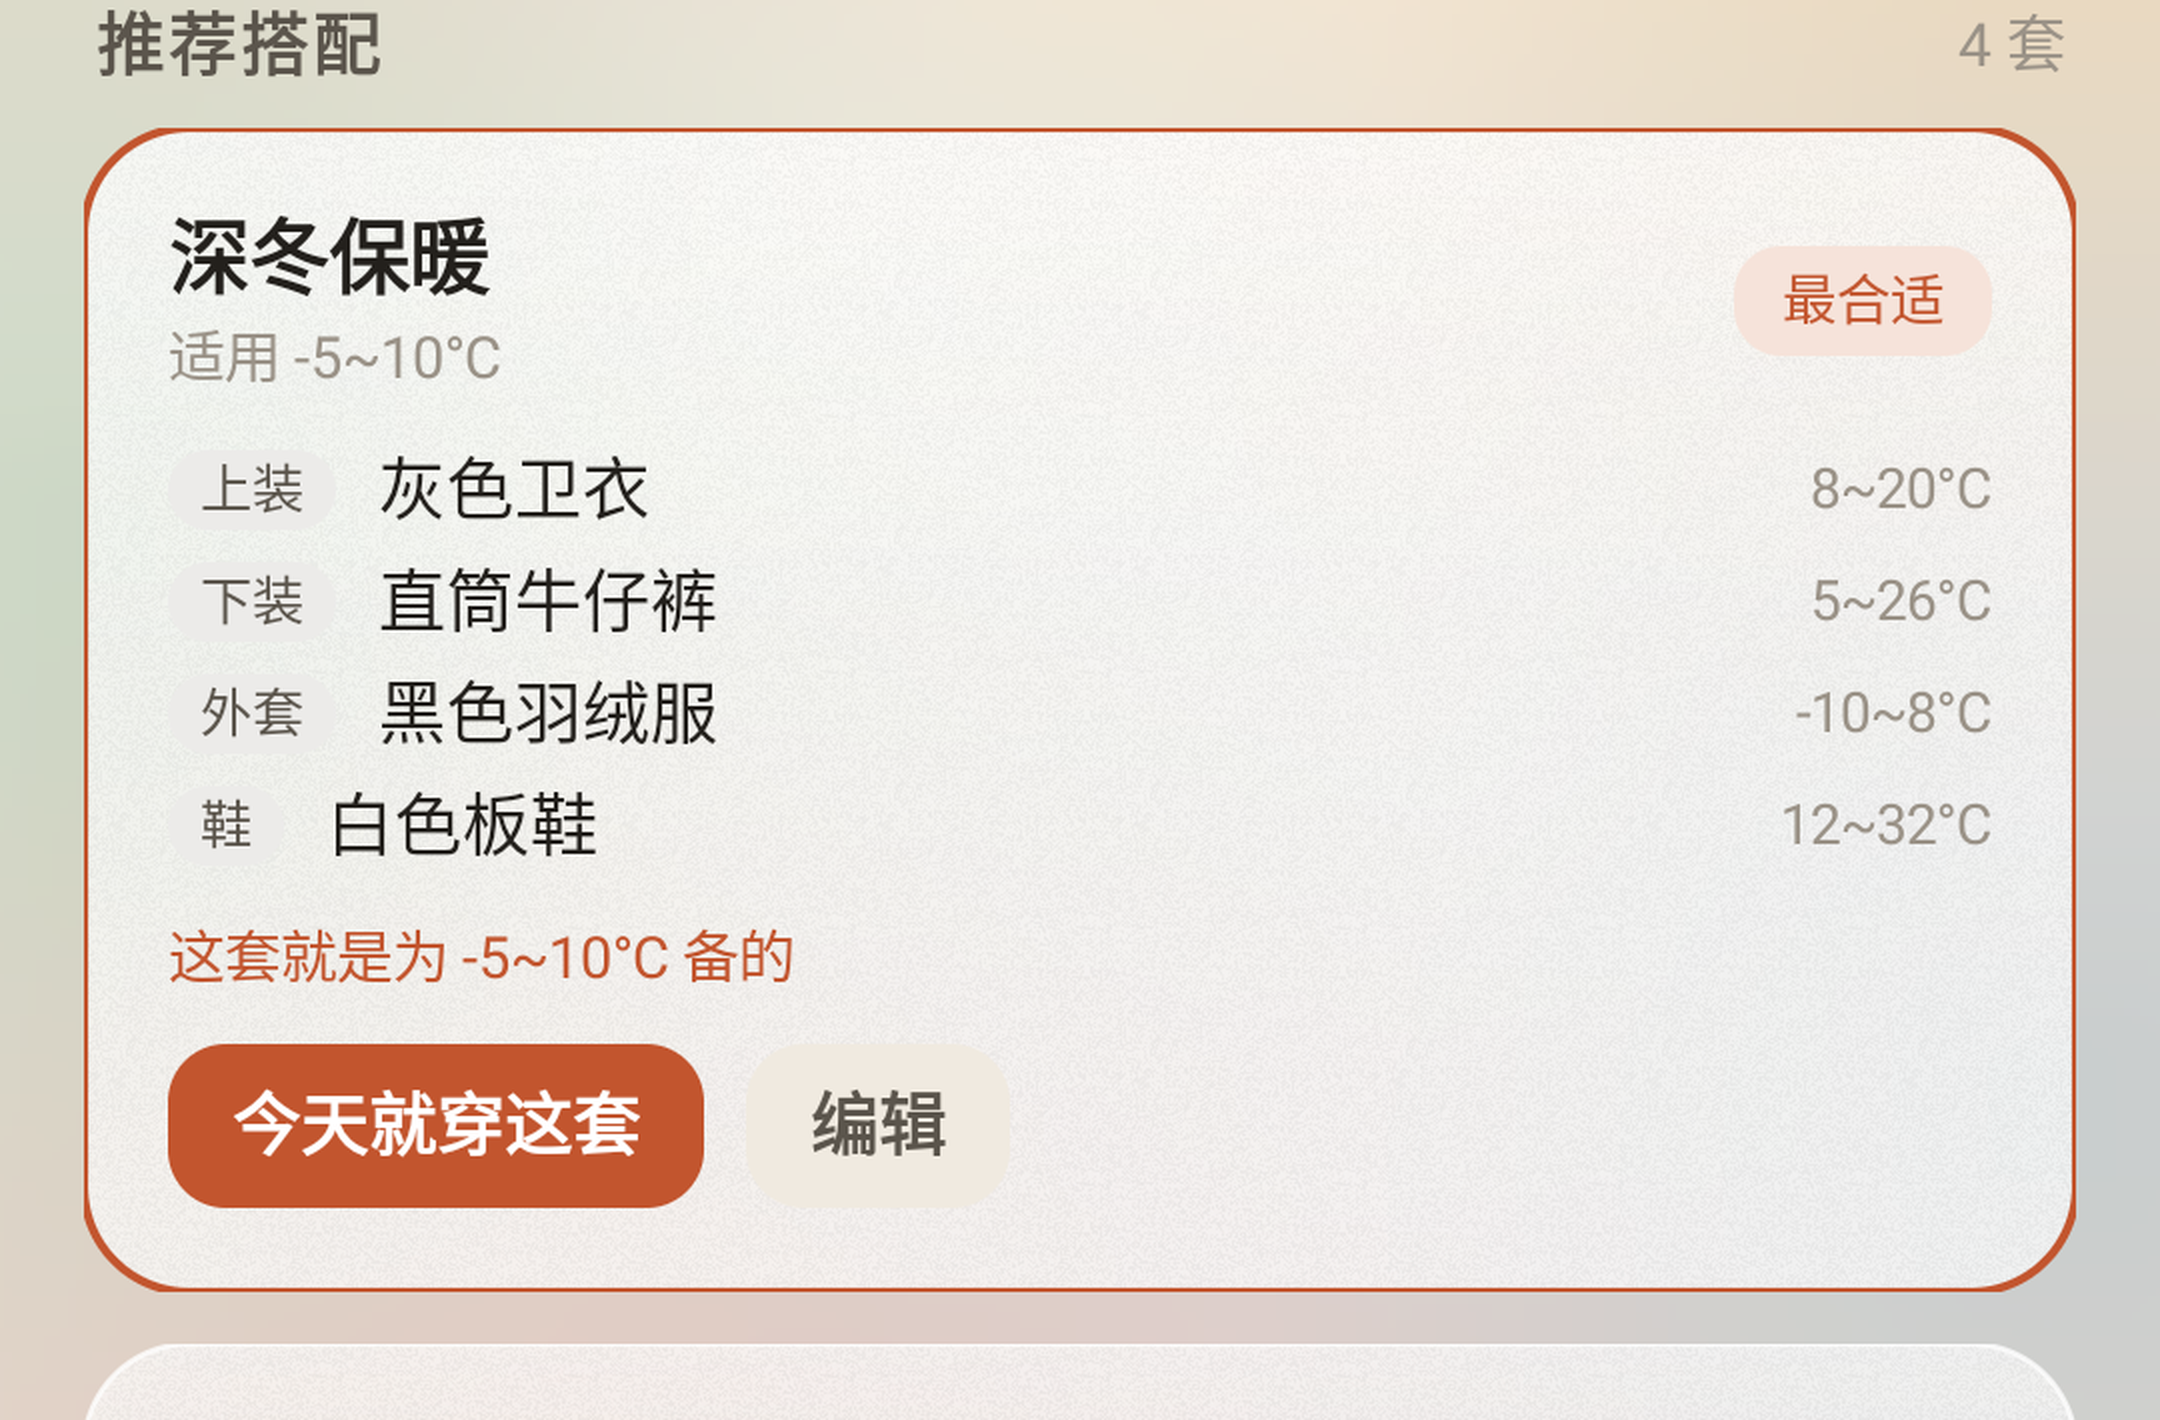 推荐搭配 4 套
深冬保暖
最合适
适用 -5~10°C
上装 灰色卫衣 8~20°C
下装 直筒牛仔裤 5~26°C
外套 黑色羽绒服 -10~8°C
鞋 白色板鞋 12~32°C
这套就是为 -5~10°C 备的
今天就穿这套 编辑